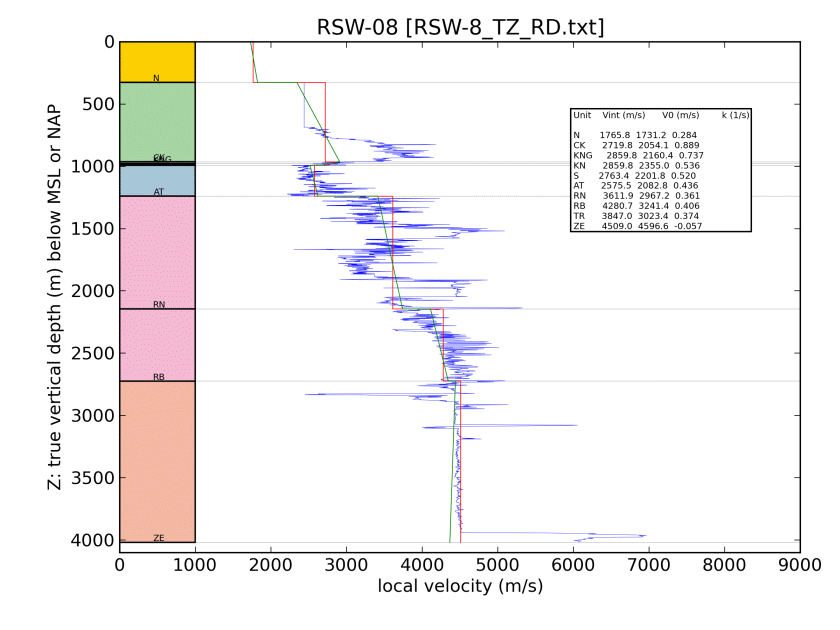 RSW-08 [RSW-8_TZ_RD.txt]
Z: true vertical depth (m) below MSL or NAP
0
500
1000
1500
2000
2500
3000
3500
4000
N
CK
KNG
AT
RN
RB
ZE
Unit Vint (m/s) V0 (m/s) k (1/s)
N 1765.8 1731.2 0.284
CK 2719.8 2054.1 0.889
KNG 2859.8 2160.4 0.737
KN 2859.8 2355.0 0.536
S 2763.4 2201.8 0.520
AT 2575.5 2082.8 0.436
RN 3611.9 2967.2 0.361
RB 4280.7 3241.4 0.406
TR 3847.0 3023.4 0.374
ZE 4509.0 4596.6 -0.057
0 1000 2000 3000 4000 5000 6000 7000 8000 9000
local velocity (m/s)